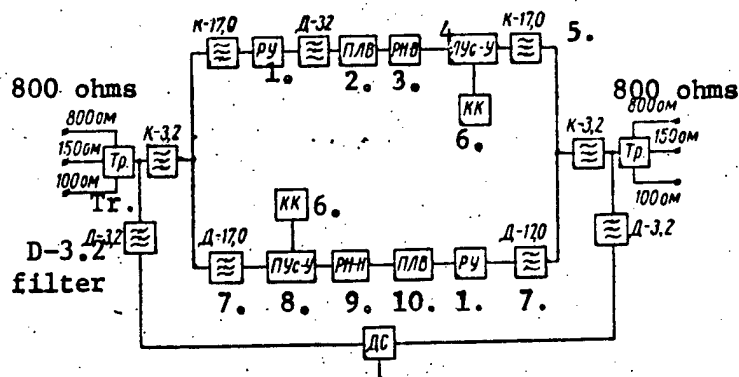 К-17,0 РУ Д-32 ПЛВ РНВ 4 ПУс-У К-17,0 5.
1. 2. 3.
800 ohms 800 ohms
КК 6.
800ом К-3,2 К-3,2 800ом
150ом Тр. Тр. 150ом
100ом 100ом
Tr.
КК 6.
Д-3,2 Д-17,0 Д-17,0 Д-3,2
D-3.2
filter
ПУс-У РН-Н ПЛВ РУ
7. 8. 9. 10. 1. 7.
ДС